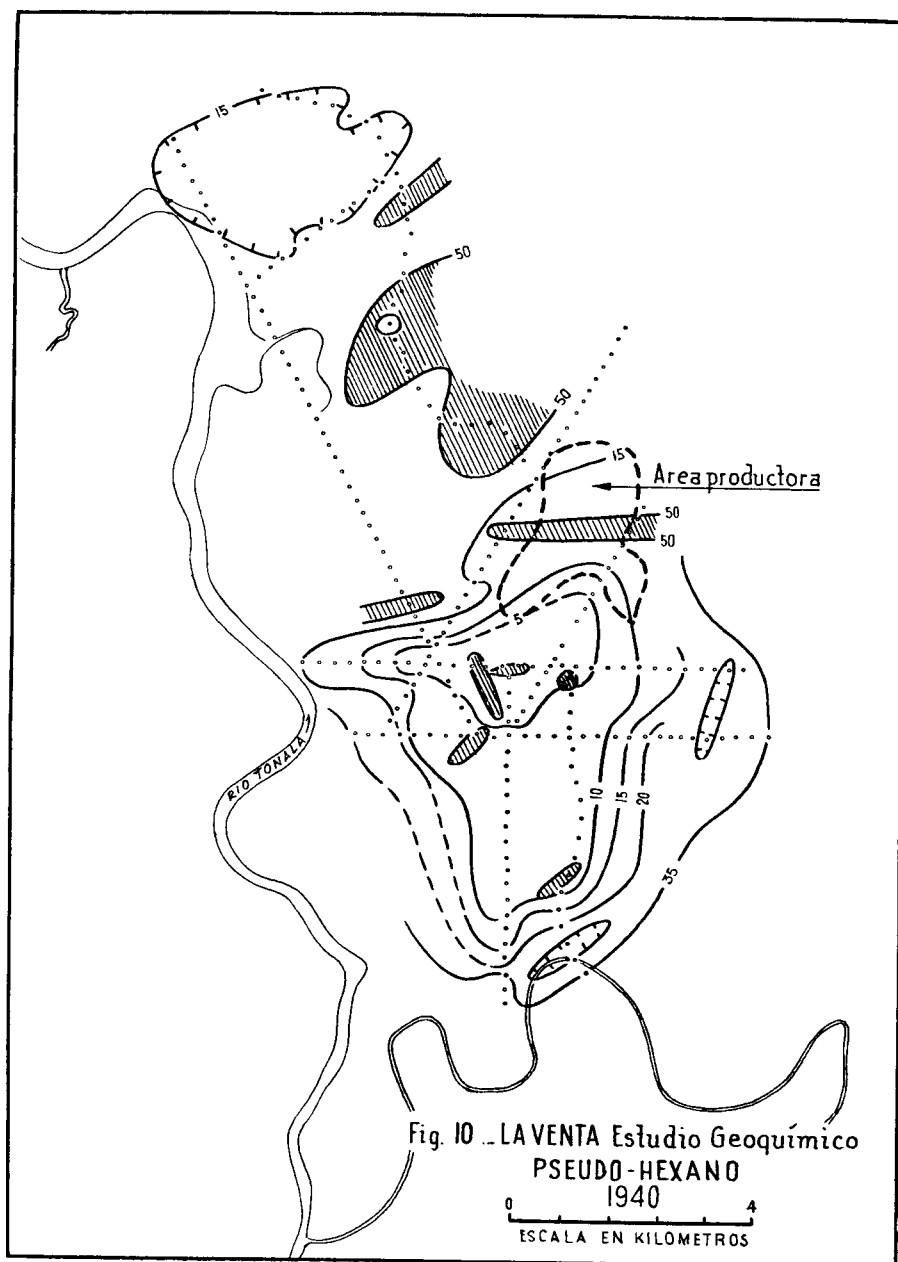 15
50
50
15
Area productora
50
50
5
RIO TONALA
10
15
20
35
Fig. 10 _ LA VENTA Estudio Geoquímico
PSEUDO-HEXANO
1940
0 4
ESCALA EN KILOMETROS